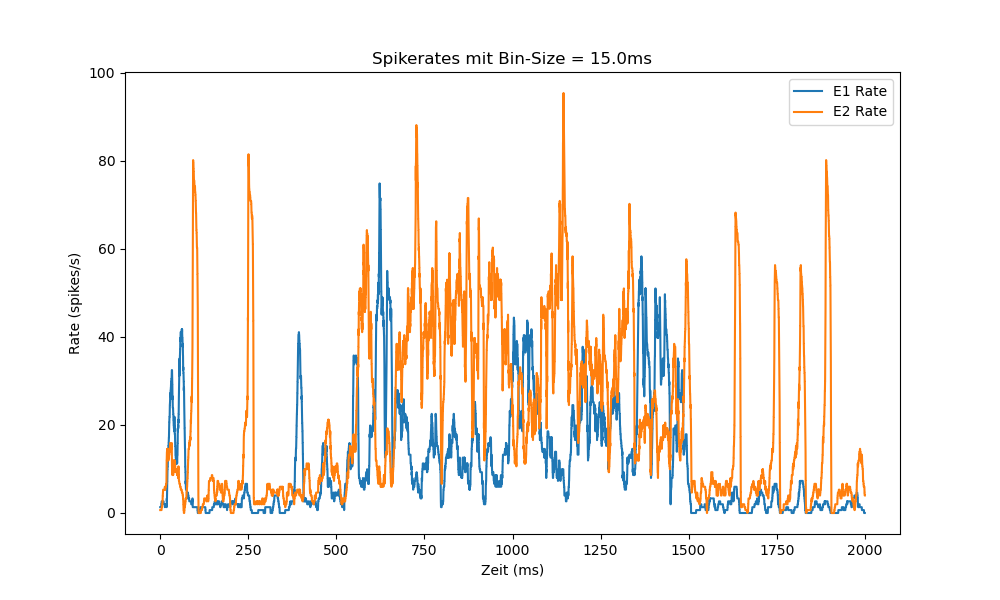 Spikerates mit Bin-Size = 15.0ms
E1 Rate
E2 Rate
Rate (spikes/s)
100
80
60
40
20
0
0 250 500 750 1000 1250 1500 1750 2000
Zeit (ms)